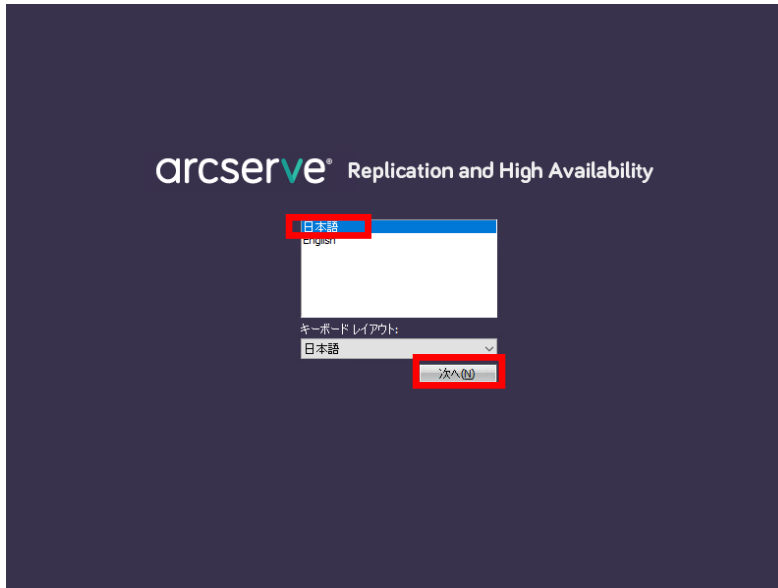 arcserve® Replication and High Availability
日本語
English
キーボード レイアウト:
日本語
次へ(N)